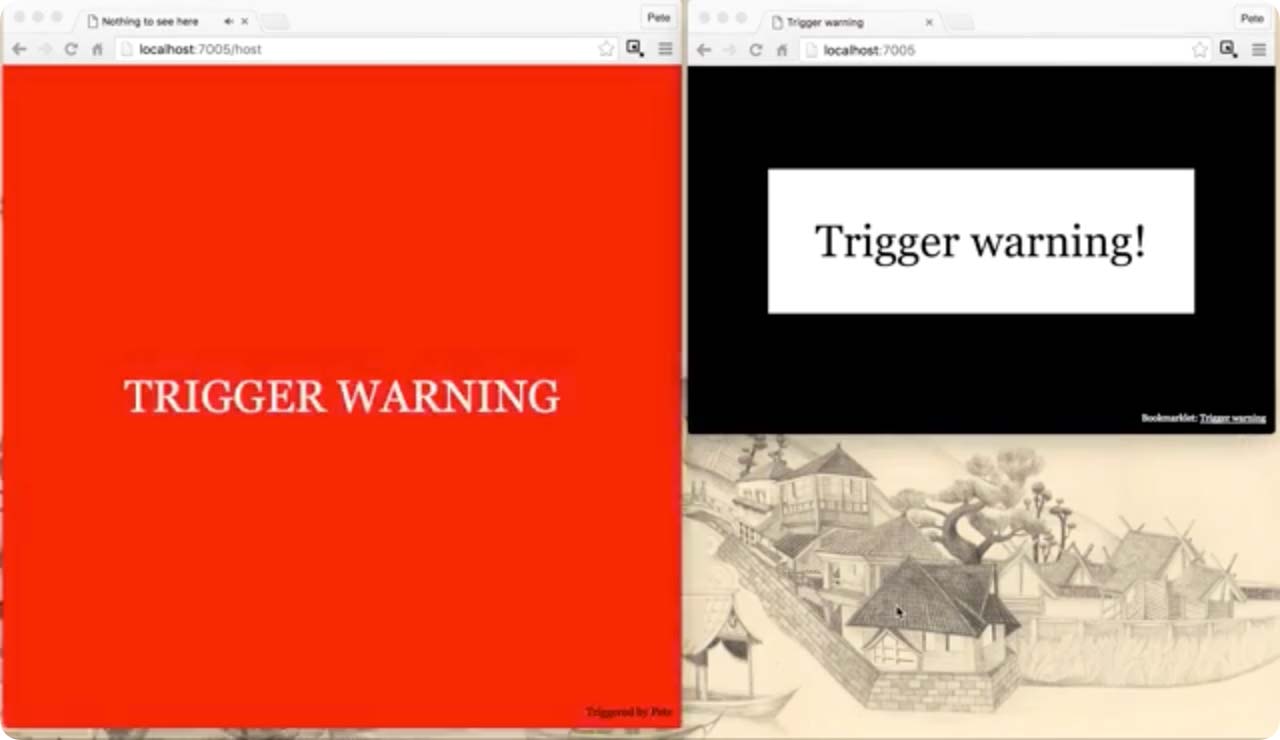 Nothing to see here
Pete
localhost:7005/host
TRIGGER WARNING
Triggered by Pete
Trigger warning
Pete
localhost:7005
Trigger warning!
Bookmarklet: Trigger warning